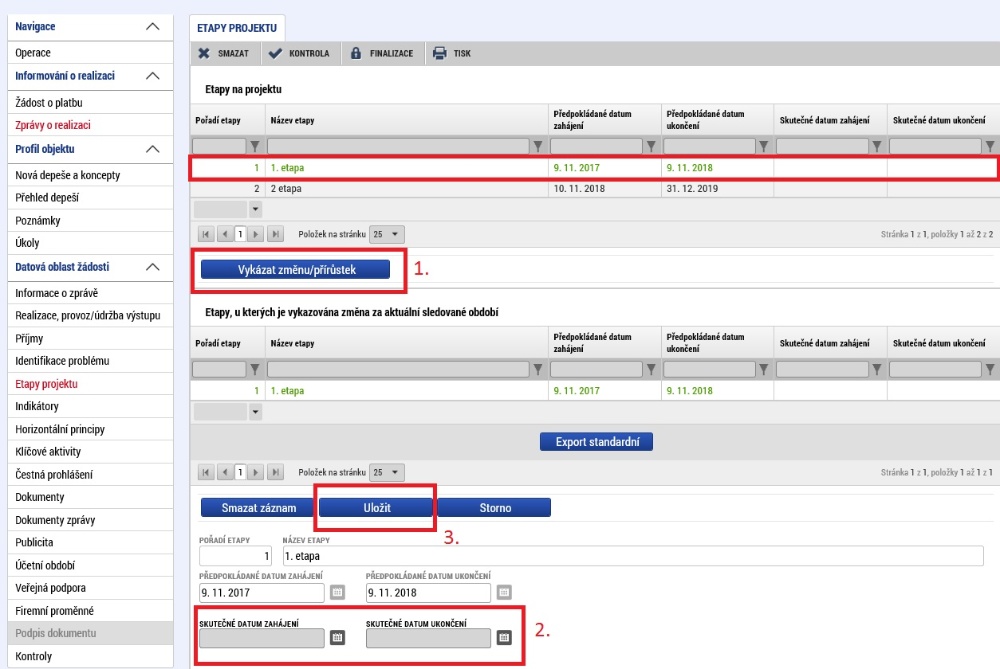 Navigace
Operace
Informování o realizaci
Žádost o platbu
Zprávy o realizaci
Profil objektu
Nová depeše a koncepty
Přehled depeší
Poznámky
Úkoly
Datová oblast žádosti
Informace o zprávě
Realizace, provoz/údržba výstupu
Příjmy
Identifikace problému
Etapy projektu
Indikátory
Horizontální principy
Klíčové aktivity
Čestná prohlášení
Dokumenty
Dokumenty zprávy
Publicita
Účetní období
Veřejná podpora
Firemní proměnné
Podpis dokumentu
Kontroly
ETAPY PROJEKTU
SMAZAT KONTROLA FINALIZACE TISK
Etapy na projektu
Pořadí etapy Název etapy Předpokládané datum zahájení Předpokládané datum ukončení Skutečné datum zahájení Skutečné datum ukončení
1 1. etapa 9. 11. 2017 9. 11. 2018
2 2 etapa 10. 11. 2018 31. 12. 2019
1 Položek na stránku 25 Stránka 1 z 1, položky 1 až 2 z 2
Vykázat změnu/přírůstek 1.
Etapy, u kterých je vykazována změna za aktuální sledované období
Pořadí etapy Název etapy Předpokládané datum zahájení Předpokládané datum ukončení Skutečné datum zahájení Skutečné datum ukončení
1 1. etapa 9. 11. 2017 9. 11. 2018
Export standardní
1 Položek na stránku 25 Stránka 1 z 1, položky 1 až 1 z 1
Smazat záznam Uložit Storno
3.
POŘADÍ ETAPY NÁZEV ETAPY
1 1. etapa
PŘEDPOKLÁDANÉ DATUM ZAHÁJENÍ PŘEDPOKLÁDANÉ DATUM UKONČENÍ
9. 11. 2017 9. 11. 2018
SKUTEČNÉ DATUM ZAHÁJENÍ SKUTEČNÉ DATUM UKONČENÍ
2.